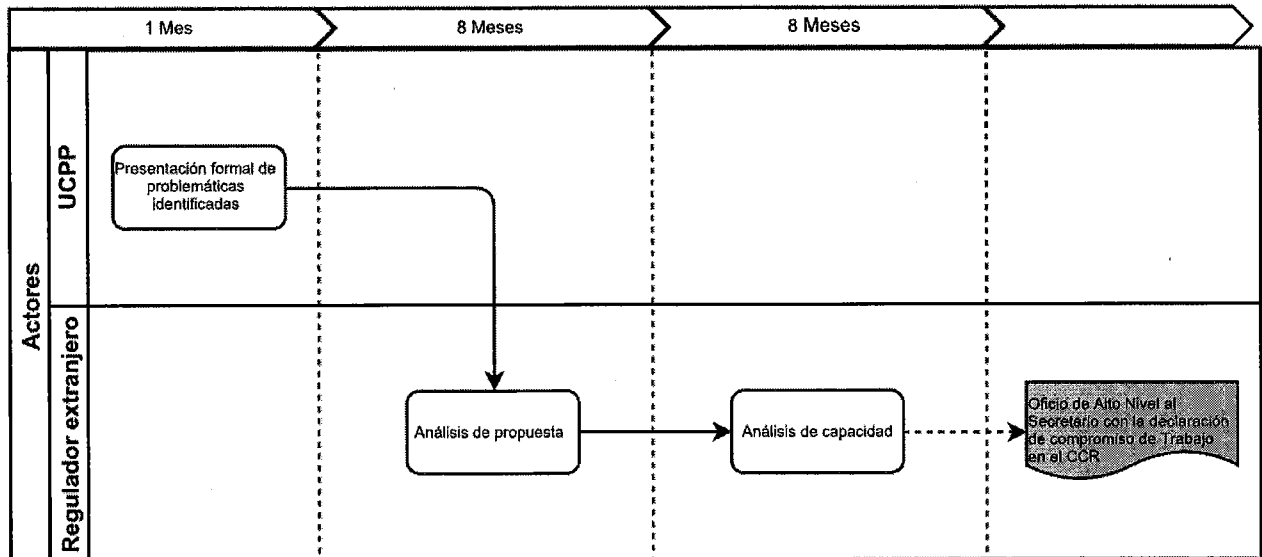 1 Mes
8 Meses
8 Meses
Actores
UCPP
Presentación formal de
problemáticas
identificadas
Regulador extranjero
Análisis de propuesta
Análisis de capacidad
Oficio de Alto Nivel al
Secretario con la declaración
de compromiso de Trabajo
en el CCR